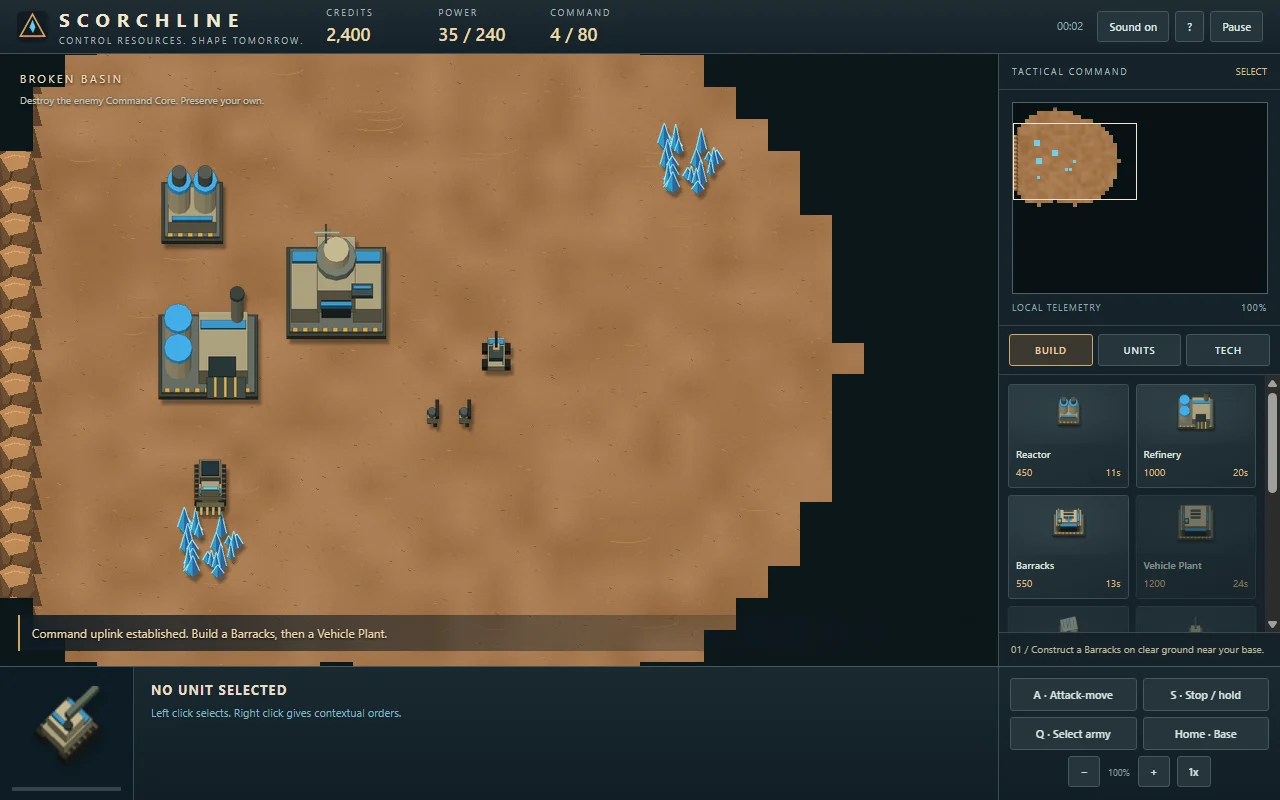 SCORCHLINE
CONTROL RESOURCES. SHAPE TOMORROW.
CREDITS
2,400
POWER
35 / 240
COMMAND
4 / 80
00:02
Sound on
?
Pause
BROKEN BASIN
Destroy the enemy Command Core. Preserve your own.
TACTICAL COMMAND
SELECT
LOCAL TELEMETRY
100%
BUILD
UNITS
TECH
Reactor
450
11s
Refinery
1000
20s
Barracks
550
13s
Vehicle Plant
1200
24s
Command uplink established. Build a Barracks, then a Vehicle Plant.
01 / Construct a Barracks on clear ground near your base.
NO UNIT SELECTED
Left click selects. Right click gives contextual orders.
A · Attack-move
S · Stop / hold
Q · Select army
Home · Base
−
100%
+
1x